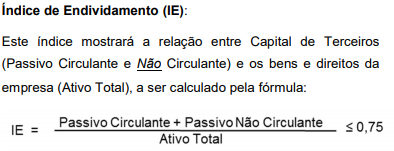 Índice de Endividamento (IE):
Este índice mostrará a relação entre Capital de Terceiros
(Passivo Circulante e Não Circulante) e os bens e direitos da
empresa (Ativo Total), a ser calculado pela fórmula:
IE = Passivo Circulante + Passivo Não Circulante ≤ 0,75
Ativo Total